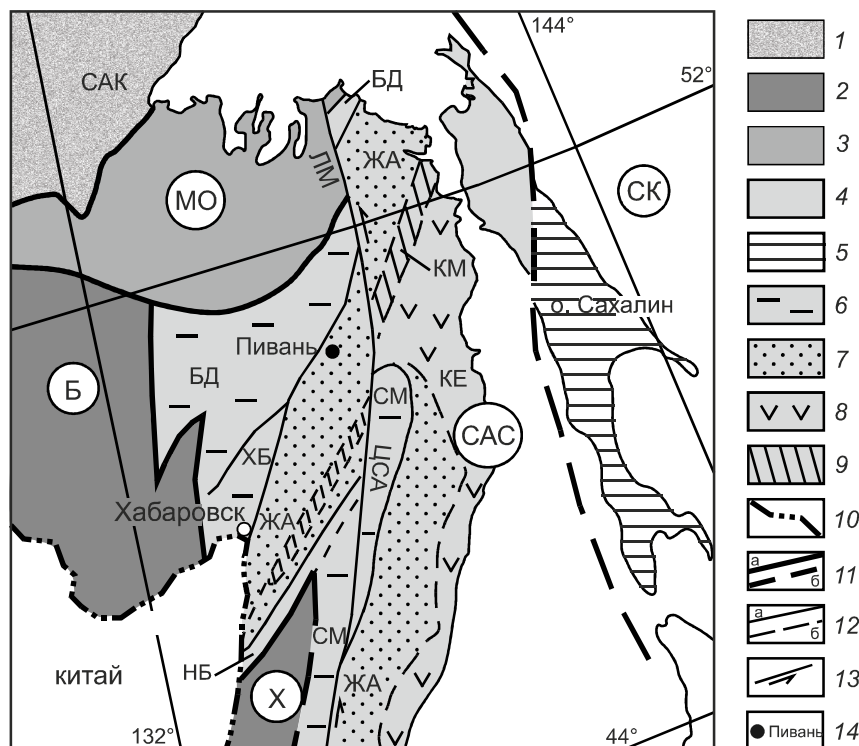 144°
52°
САК
БД
ЛМ
ЖА
МО
СК
КМ
о. Сахалин
Пивань
БД
Б
СМ
КЕ
САС
ЦСА
ХБ
Хабаровск
ЖА
СМ
китай
НБ
Х
ЖА
132°
44°
1
2
3
4
5
6
7
8
9
10
а
б
11
а
б
12
13
Пивань 14